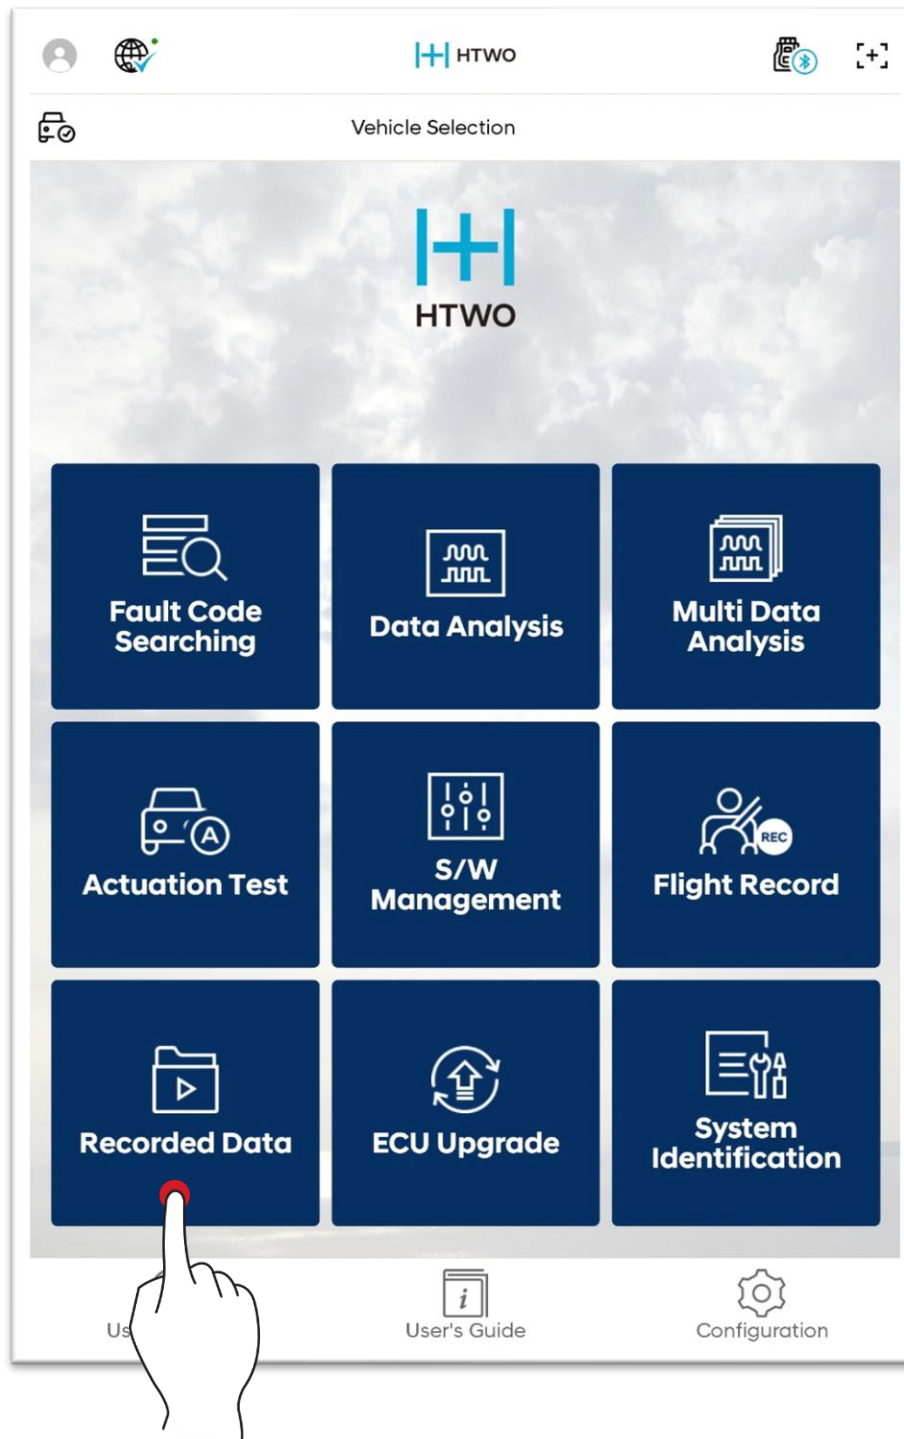 HTWO
Vehicle Selection
HTWO
Fault Code
Searching
Data Analysis
Multi Data
Analysis
Actuation Test
A
S/W
Management
REC
Flight Record
Recorded Data
ECU Upgrade
System
Identification
i
User's Guide
Configuration